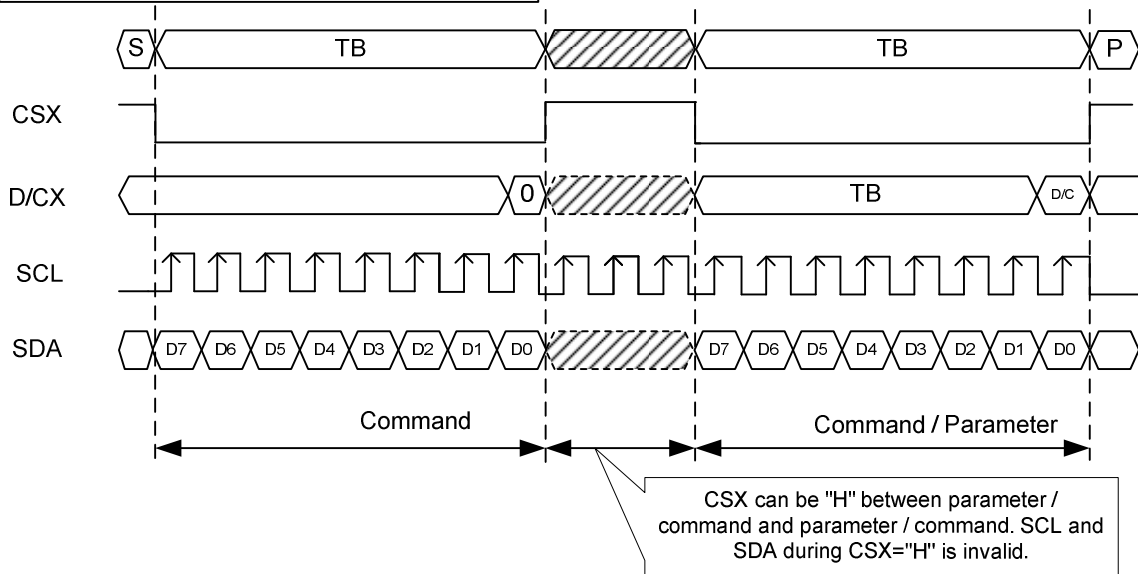 S TB TB P
CSX
D/CX 0 TB D/C
SCL
SDA D7 D6 D5 D4 D3 D2 D1 D0 D7 D6 D5 D4 D3 D2 D1 D0
Command Command / Parameter
CSX can be "H" between parameter /
command and parameter / command. SCL and
SDA during CSX="H" is invalid.